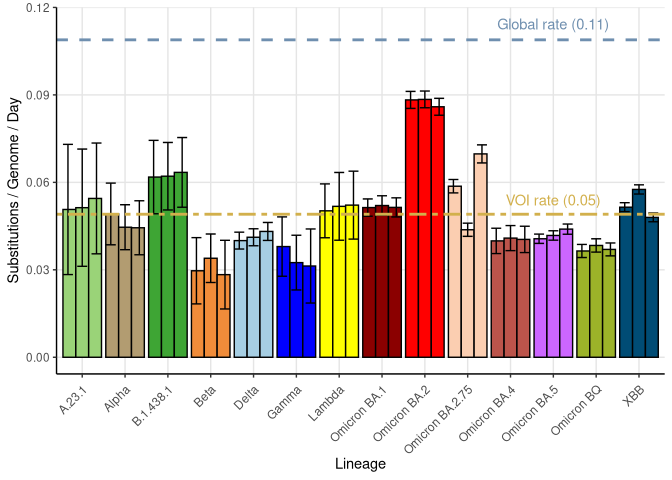 0.12
0.09
0.06
0.03
0.00
Substitutions / Genome / Day
Global rate (0.11)
VOI rate (0.05)
A.23.1
Alpha
B.1.438.1
Beta
Delta
Gamma
Lambda
Omicron BA.1
Omicron BA.2
Omicron BA.2.75
Omicron BA.4
Omicron BA.5
Omicron BQ
XBB
Lineage